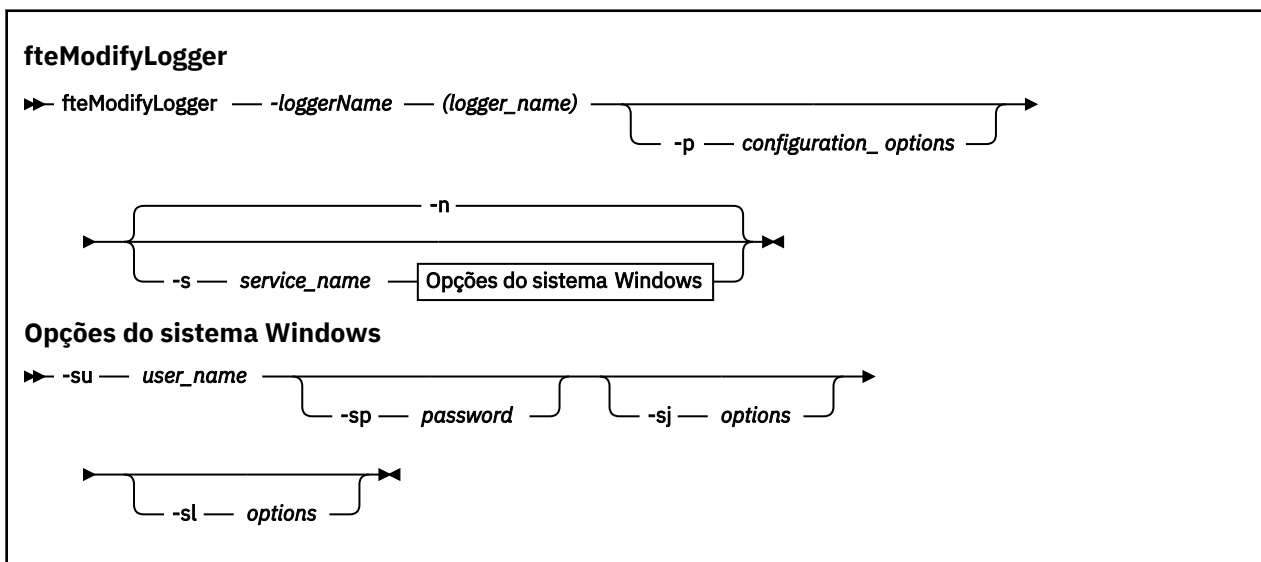 fteModifyLogger
fteModifyLogger -loggerName (logger_name)
-p configuration_ options
-n
-s service_name Opções do sistema Windows
Opções do sistema Windows
-su user_name
-sp password -sj options
-sl options